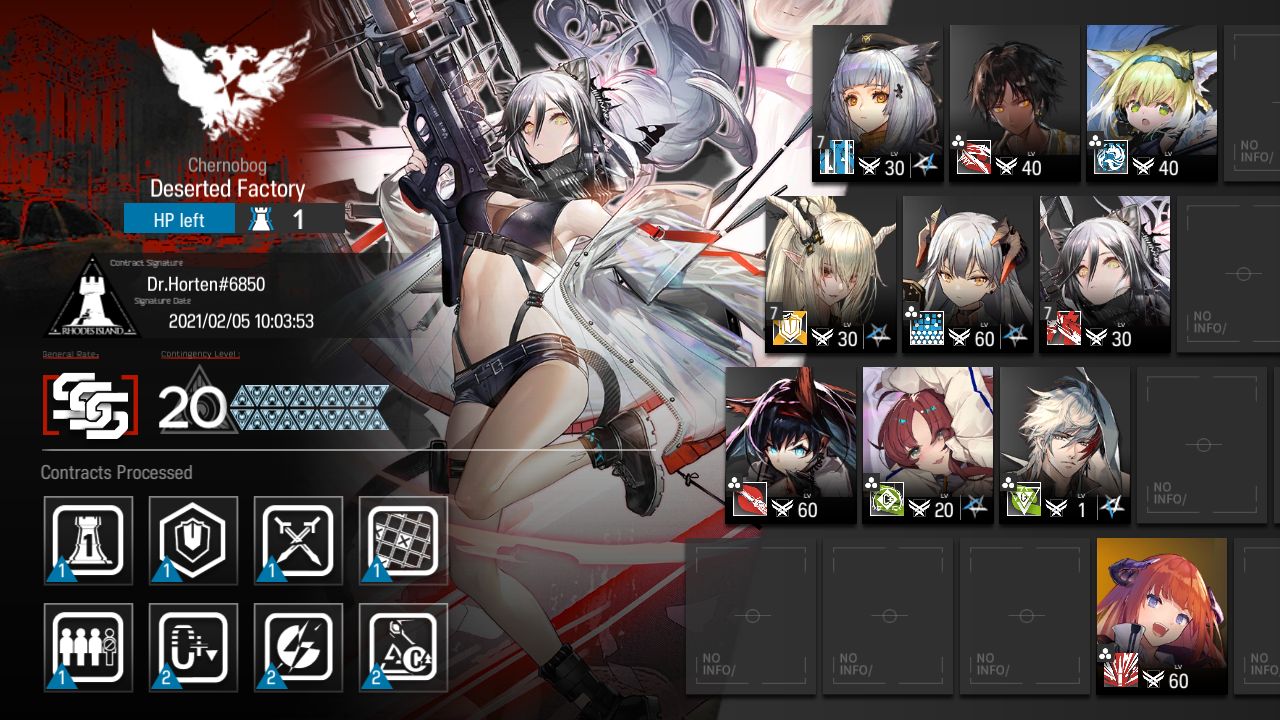 Chernobog
Deserted Factory
HP left 1
Contract Signature
Dr.Horten#6850
Signature Date
2021/02/05 10:03:53
RHODES ISLAND
General Rate:
Contingency Level:
20
Contracts Processed
1
1
1
1
1
1
2
2
2
7 LV 30
LV 40
LV 40
NO INFO/
7 LV 30
LV 60
7 LV 30
NO INFO/
LV 60
LV 20
LV 1
NO INFO/
NO INFO/
NO INFO/
NO INFO/
LV 60
NO INFO/